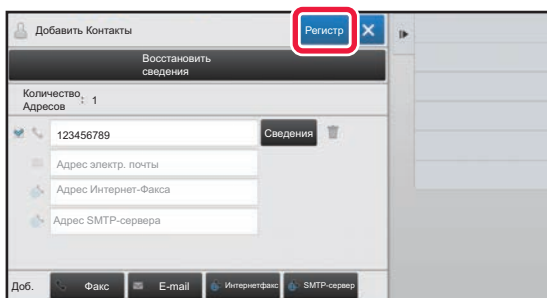 Добавить Контакты
Регистр
Восстановить
сведения
Количество
Адресов : 1
123456789
Сведения
Адрес электр. почты
Адрес Интернет-Факса
Адрес SMTP-сервера
Доб.
Факс
E-mail
Интернетфакс
SMTP-сервер